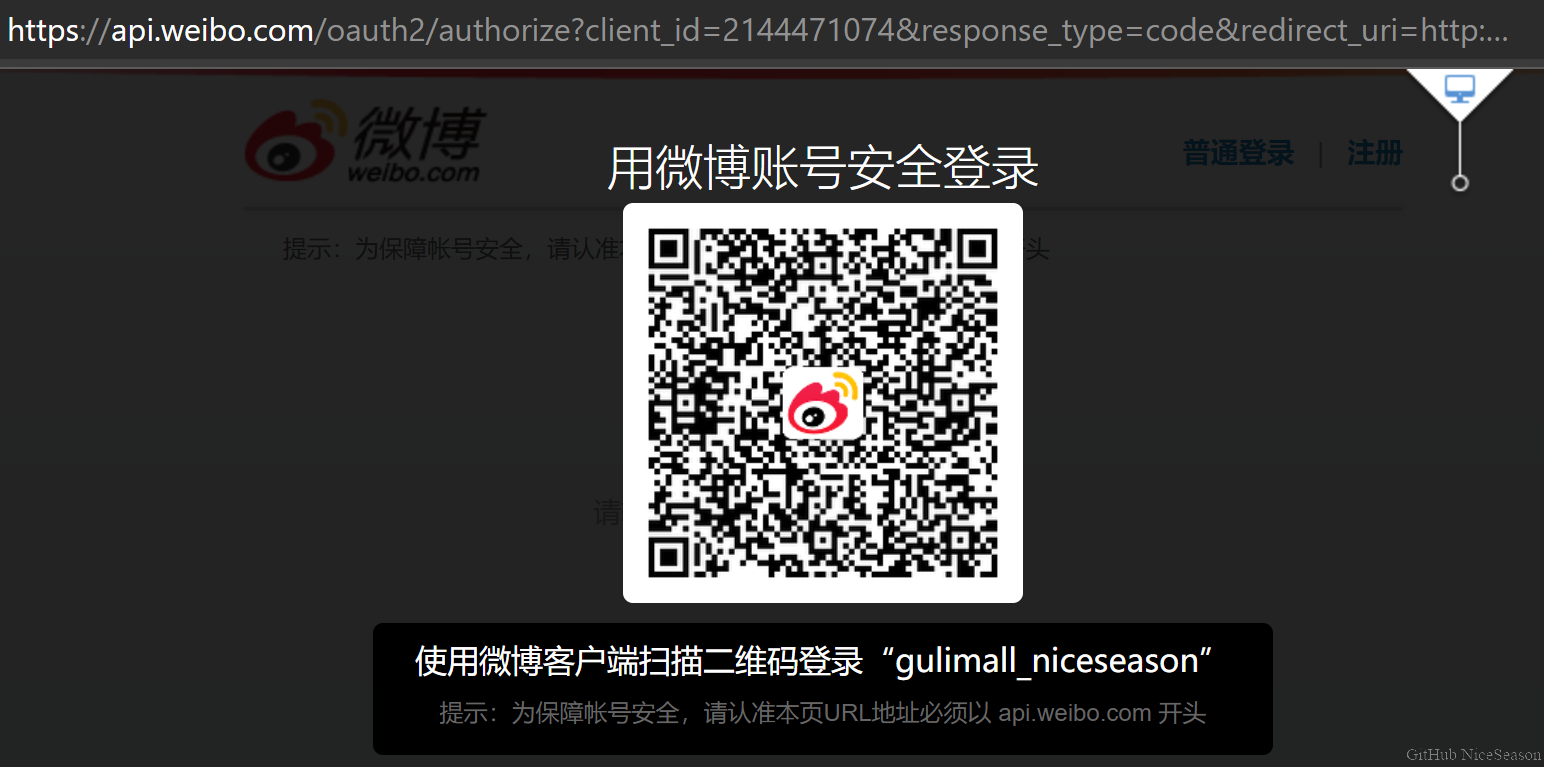 https://api.weibo.com/oauth2/authorize?client_id=2144471074&response_type=code&redirect_uri=http:...
微博
weibo.com
普通登录 | 注册
用微博账号安全登录
提示：为保障帐号安全，请认准本
头
请
使用微博客户端扫描二维码登录“gulimall_niceseason”
提示：为保障帐号安全，请认准本页URL地址必须以 api.weibo.com 开头
GitHub NiceSeason